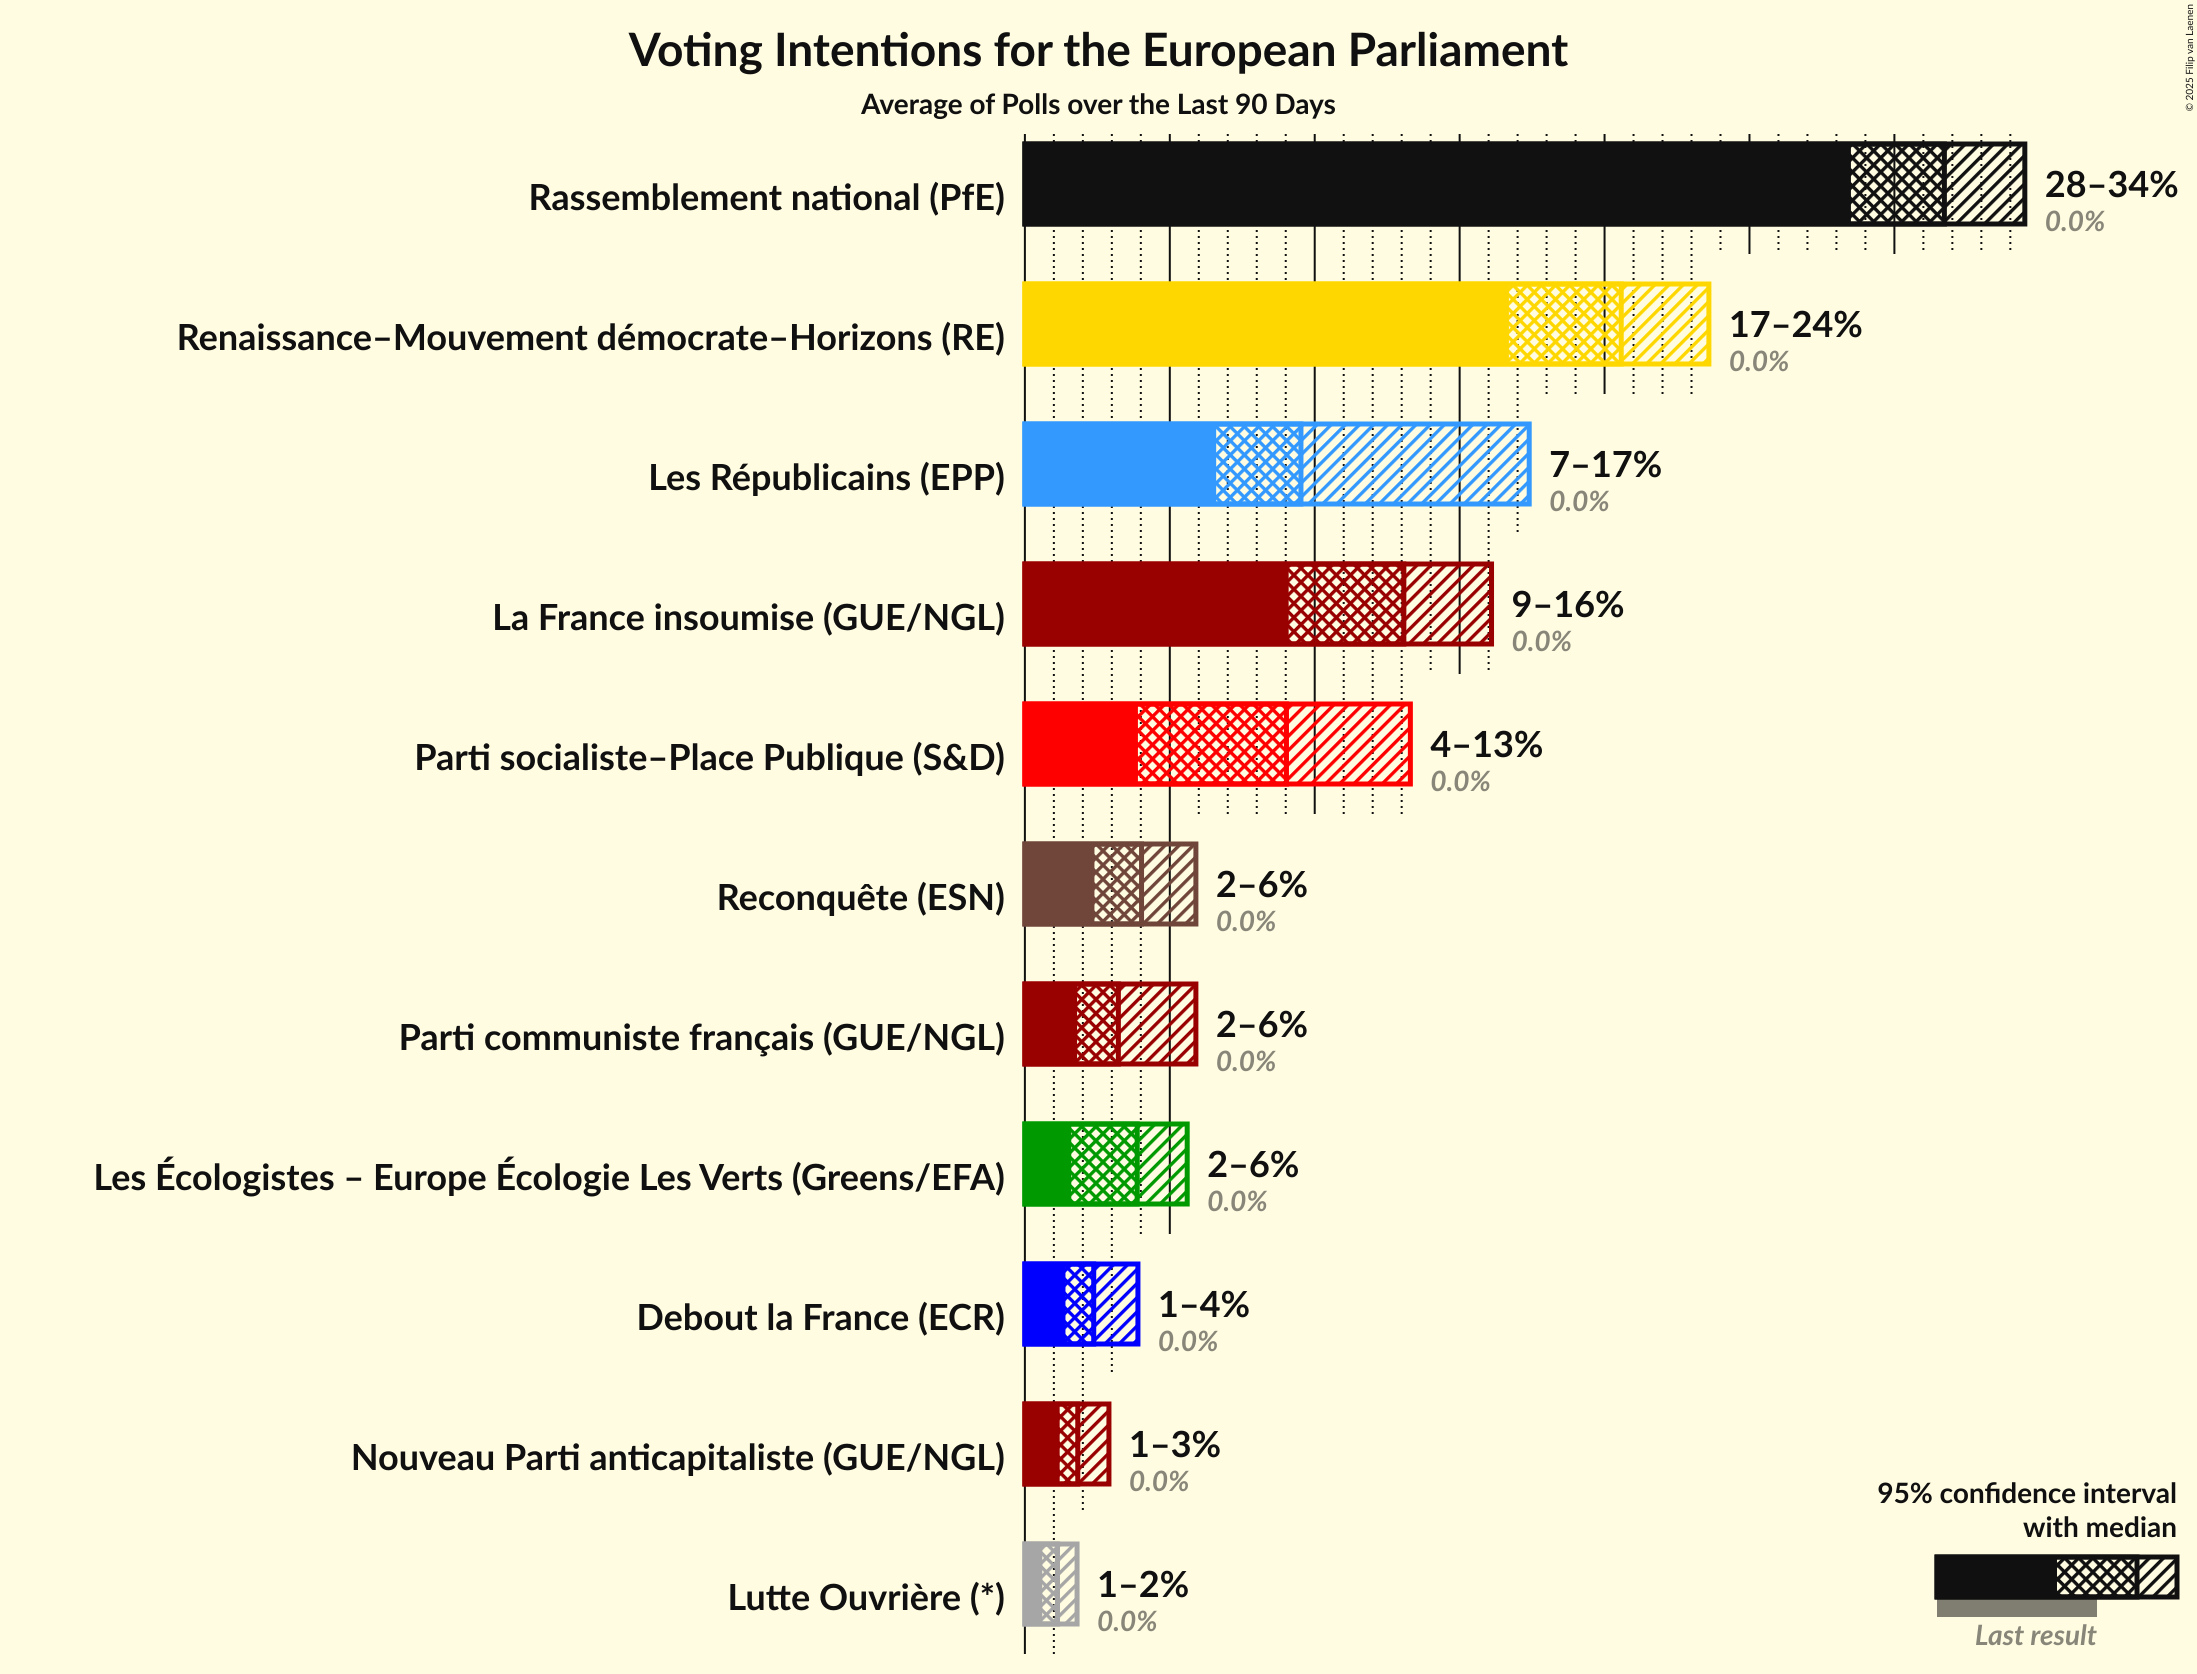 Voting Intentions for the European Parliament
Average of Polls over the Last 90 Days
© 2025 Filip van Laenen
Rassemblement national (PfE)
28–34%
0.0%
Renaissance–Mouvement démocrate–Horizons (RE)
17–24%
0.0%
Les Républicains (EPP)
7–17%
0.0%
La France insoumise (GUE/NGL)
9–16%
0.0%
Parti socialiste–Place Publique (S&D)
4–13%
0.0%
Reconquête (ESN)
2–6%
0.0%
Parti communiste français (GUE/NGL)
2–6%
0.0%
Les Écologistes – Europe Écologie Les Verts (Greens/EFA)
2–6%
0.0%
Debout la France (ECR)
1–4%
0.0%
Nouveau Parti anticapitaliste (GUE/NGL)
1–3%
0.0%
Lutte Ouvrière (*)
1–2%
0.0%
95% confidence interval
with median
Last result